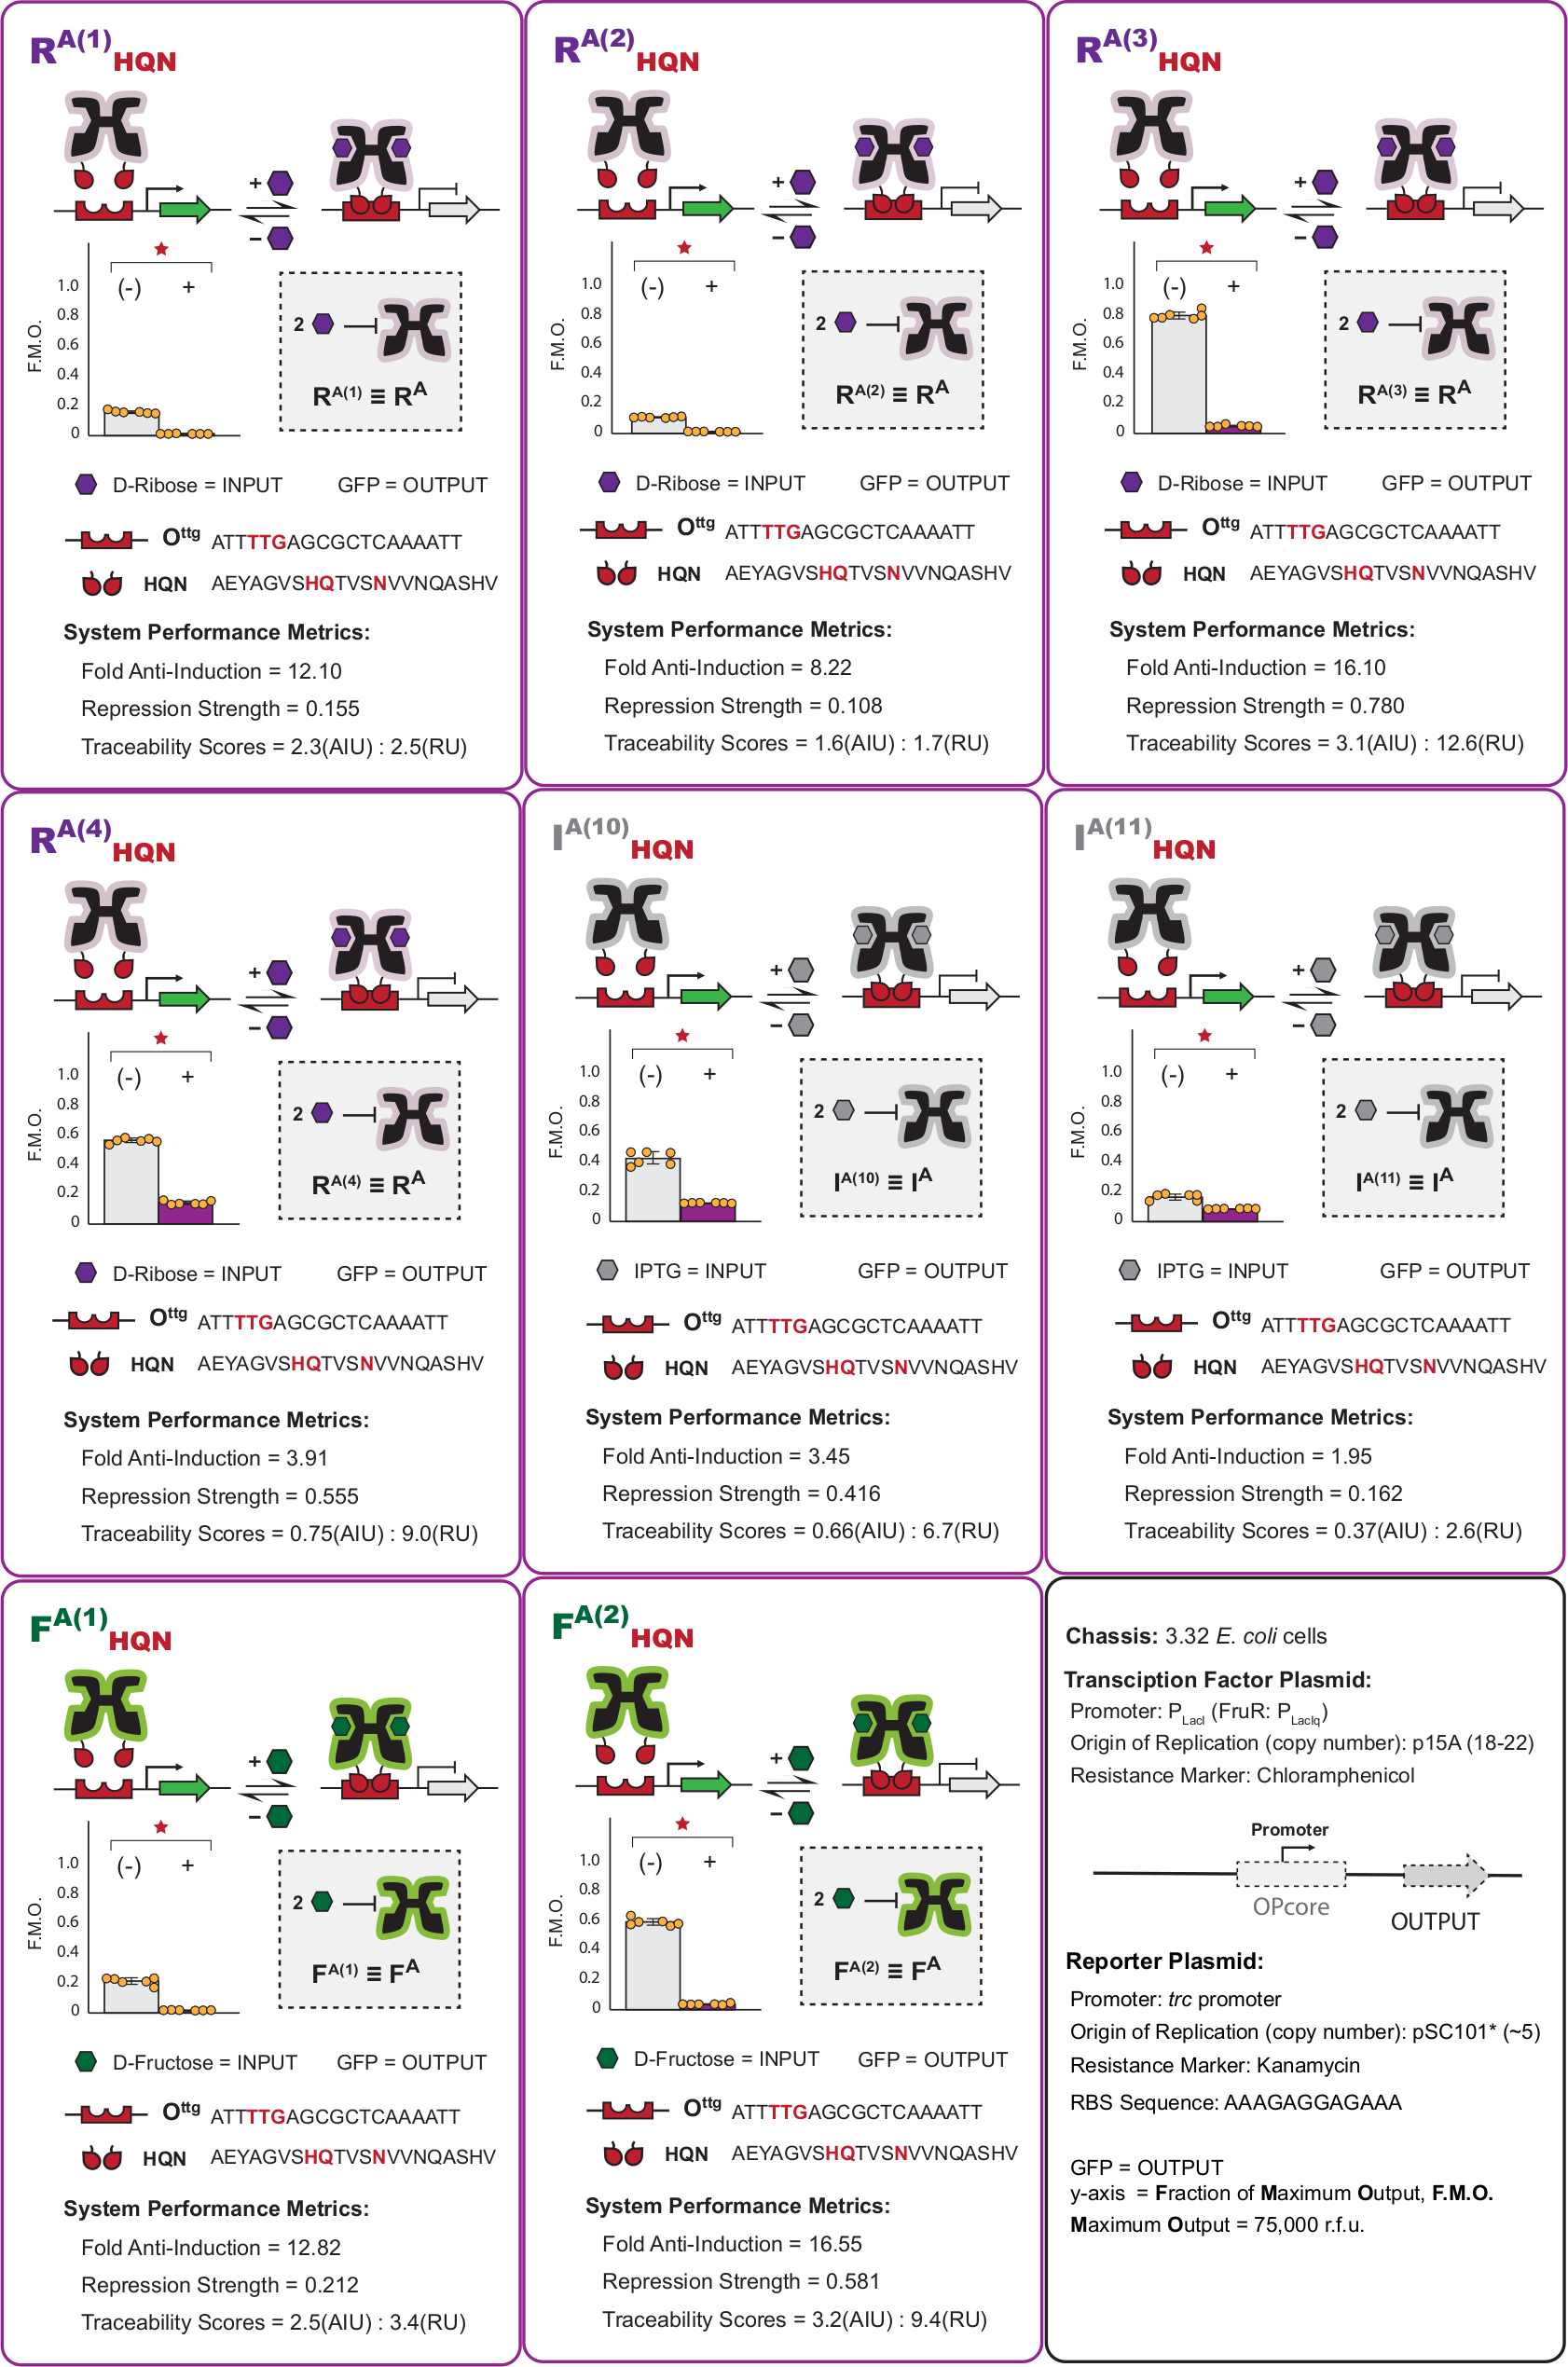 R^A(1) HQN
+
−
(-) +
F.M.O.
1.0
0.8
0.6
0.4
0.2
0
2
R^A(1) ≡ R^A
D-Ribose = INPUT GFP = OUTPUT
O^ttg ATTTTGAGCGCTCAAAATT
HQN AEYAGVSHQTVSNVVNQASHV
System Performance Metrics:
Fold Anti-Induction = 12.10
Repression Strength = 0.155
Traceability Scores = 2.3(AIU) : 2.5(RU)
R^A(2) HQN
+
−
(-) +
F.M.O.
1.0
0.8
0.6
0.4
0.2
0
2
R^A(2) ≡ R^A
D-Ribose = INPUT GFP = OUTPUT
O^ttg ATTTTGAGCGCTCAAAATT
HQN AEYAGVSHQTVSNVVNQASHV
System Performance Metrics:
Fold Anti-Induction = 8.22
Repression Strength = 0.108
Traceability Scores = 1.6(AIU) : 1.7(RU)
R^A(3) HQN
+
−
(-) +
F.M.O.
1.0
0.8
0.6
0.4
0.2
0
2
R^A(3) ≡ R^A
D-Ribose = INPUT GFP = OUTPUT
O^ttg ATTTTGAGCGCTCAAAATT
HQN AEYAGVSHQTVSNVVNQASHV
System Performance Metrics:
Fold Anti-Induction = 16.10
Repression Strength = 0.780
Traceability Scores = 3.1(AIU) : 12.6(RU)
R^A(4) HQN
+
−
(-) +
F.M.O.
1.0
0.8
0.6
0.4
0.2
0
2
R^A(4) ≡ R^A
D-Ribose = INPUT GFP = OUTPUT
O^ttg ATTTTGAGCGCTCAAAATT
HQN AEYAGVSHQTVSNVVNQASHV
System Performance Metrics:
Fold Anti-Induction = 3.91
Repression Strength = 0.555
Traceability Scores = 0.75(AIU) : 9.0(RU)
I^A(10) HQN
+
−
(-) +
F.M.O.
1.0
0.8
0.6
0.4
0.2
0
2
I^A(10) ≡ I^A
IPTG = INPUT GFP = OUTPUT
O^ttg ATTTTGAGCGCTCAAAATT
HQN AEYAGVSHQTVSNVVNQASHV
System Performance Metrics:
Fold Anti-Induction = 3.45
Repression Strength = 0.416
Traceability Scores = 0.66(AIU) : 6.7(RU)
I^A(11) HQN
+
−
(-) +
F.M.O.
1.0
0.8
0.6
0.4
0.2
0
2
I^A(11) ≡ I^A
IPTG = INPUT GFP = OUTPUT
O^ttg ATTTTGAGCGCTCAAAATT
HQN AEYAGVSHQTVSNVVNQASHV
System Performance Metrics:
Fold Anti-Induction = 1.95
Repression Strength = 0.162
Traceability Scores = 0.37(AIU) : 2.6(RU)
F^A(1) HQN
+
−
(-) +
F.M.O.
1.0
0.8
0.6
0.4
0.2
0
2
F^A(1) ≡ F^A
D-Fructose = INPUT GFP = OUTPUT
O^ttg ATTTTGAGCGCTCAAAATT
HQN AEYAGVSHQTVSNVVNQASHV
System Performance Metrics:
Fold Anti-Induction = 12.82
Repression Strength = 0.212
Traceability Scores = 2.5(AIU) : 3.4(RU)
F^A(2) HQN
+
−
(-) +
F.M.O.
1.0
0.8
0.6
0.4
0.2
0
2
F^A(2) ≡ F^A
D-Fructose = INPUT GFP = OUTPUT
O^ttg ATTTTGAGCGCTCAAAATT
HQN AEYAGVSHQTVSNVVNQASHV
System Performance Metrics:
Fold Anti-Induction = 16.55
Repression Strength = 0.581
Traceability Scores = 3.2(AIU) : 9.4(RU)
Chassis: 3.32 E. coli cells
Transciption Factor Plasmid:
Promoter: P_LacI (FruR: P_LacIq)
Origin of Replication (copy number): p15A (18-22)
Resistance Marker: Chloramphenicol
Promoter
OPcore
OUTPUT
Reporter Plasmid:
Promoter: trc promoter
Origin of Replication (copy number): pSC101* (~5)
Resistance Marker: Kanamycin
RBS Sequence: AAAGAGGAGAAA
GFP = OUTPUT
y-axis = Fraction of Maximum Output, F.M.O.
Maximum Output = 75,000 r.f.u.